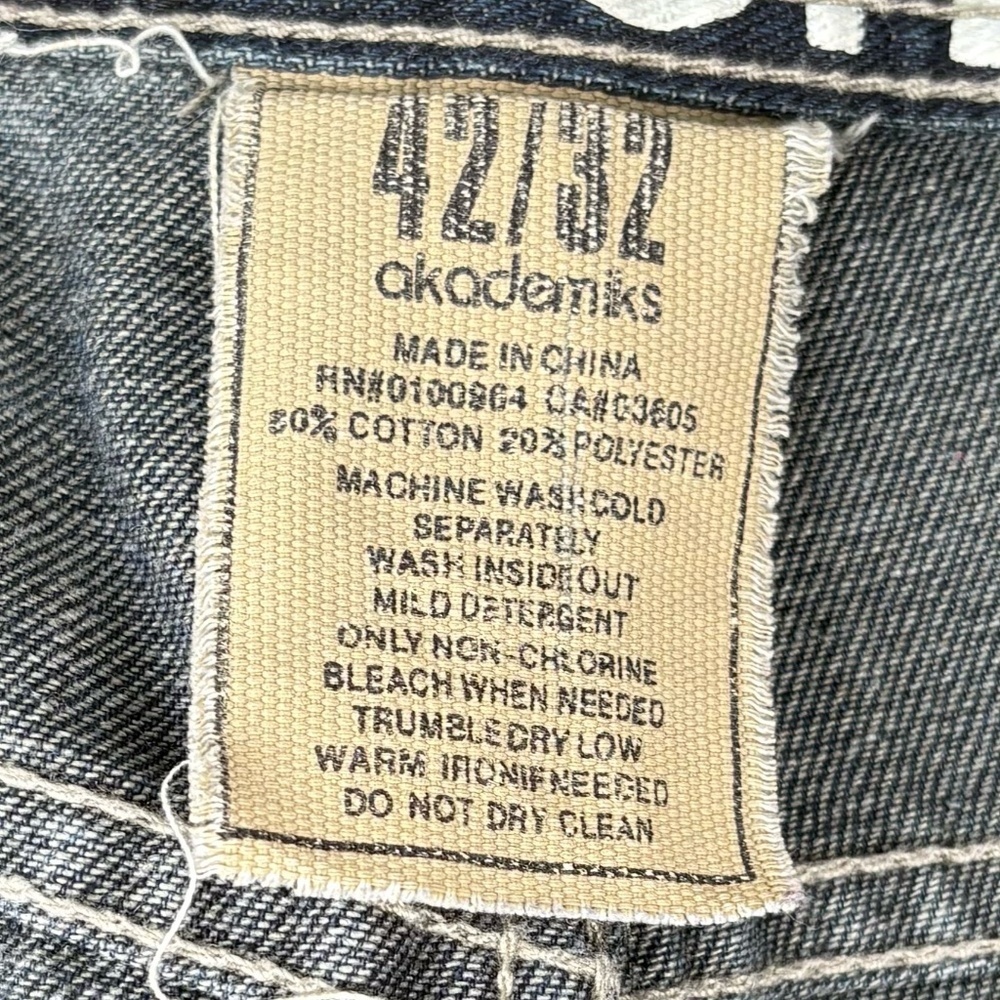 42/32
akademiks
MADE IN CHINA
RN#0100964 CA#03605
80% COTTON 20% POLYESTER
MACHINE WASH COLD
SEPARATELY
WASH INSIDE OUT
MILD DETERGENT
ONLY NON-CHLORINE
BLEACH WHEN NEEDED
TRUMBLE DRY LOW
WARM IRON IF NEEDED
DO NOT DRY CLEAN